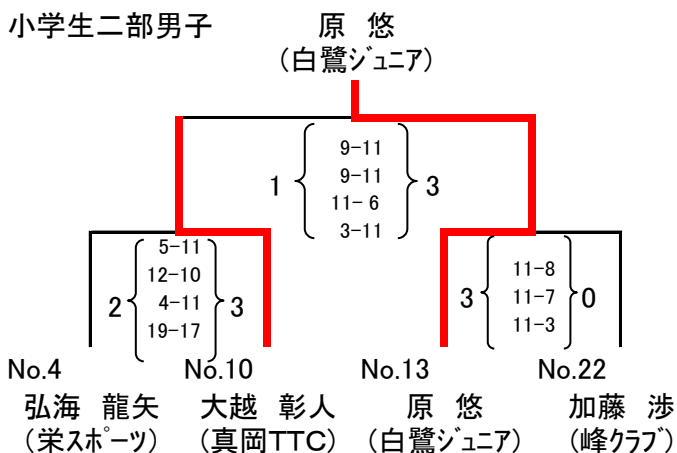 小学生二部男子
原 悠
(白鷺ｼﾞｭﾆｱ)
9-11
9-11
11- 6
3-11
1
3
5-11
12-10
4-11
19-17
2
3
11-8
11-7
11-3
3
0
No.4
No.10
No.13
No.22
弘海 龍矢
大越 彰人
原 悠
加藤 渉
(栄ｽﾎﾟｰﾂ)
(真岡TTC)
(白鷺ｼﾞｭﾆｱ)
(峰ｸﾗﾌﾞ)